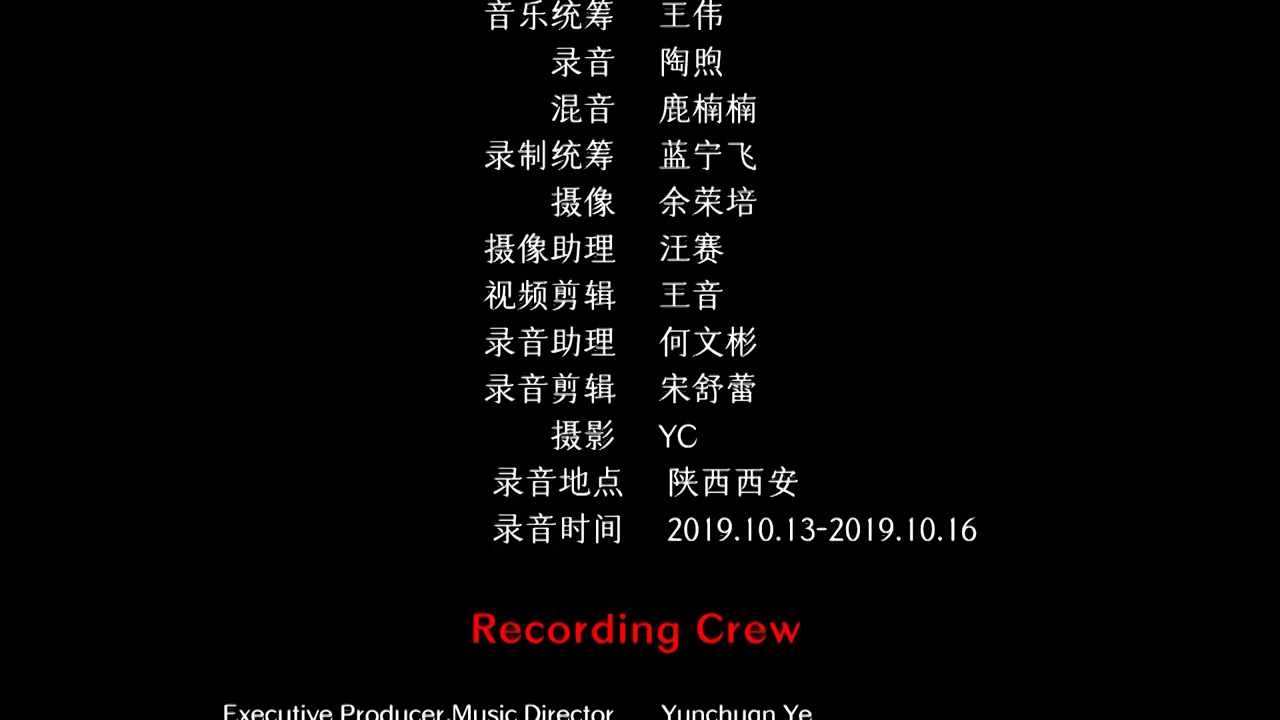 音乐统筹 王伟
录音 陶煦
混音 鹿楠楠
录制统筹 蓝宁飞
摄像 余荣培
摄像助理 汪赛
视频剪辑 王音
录音助理 何文彬
录音剪辑 宋舒蕾
摄影 YC
录音地点 陕西西安
录音时间 2019.10.13-2019.10.16
Recording Crew
Executive Producer,Music Director Yunchuan Ye